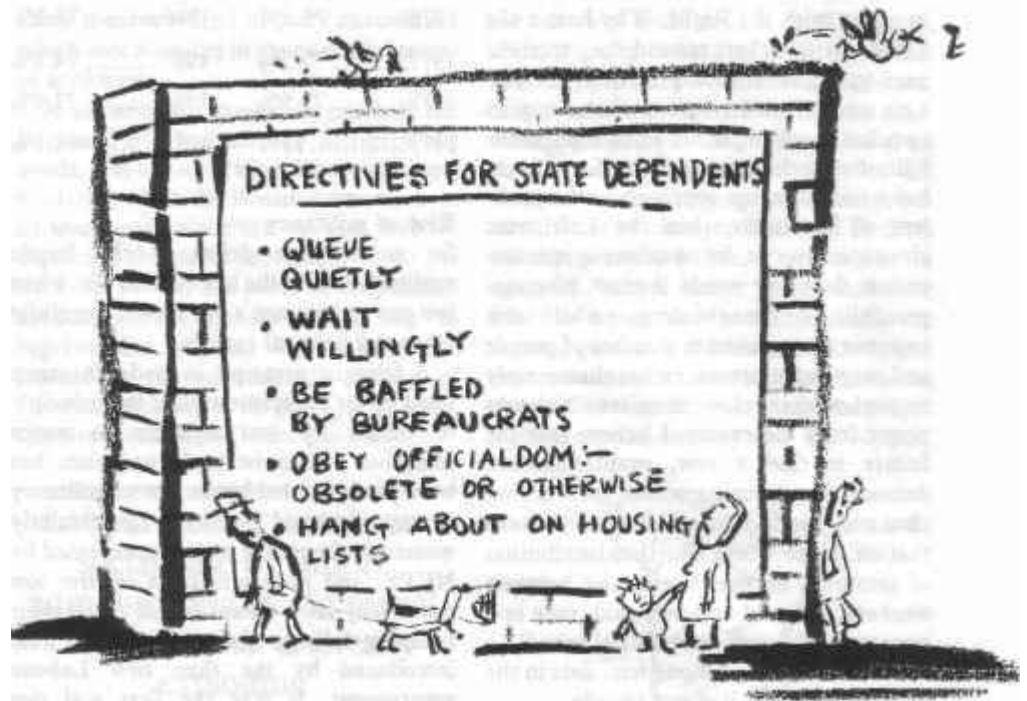 DIRECTIVES FOR STATE DEPENDENTS
• QUEUE
QUIETLY
• WAIT
WILLINGLY
• BE BAFFLED
BY BUREAUCRATS
• OBEY OFFICIALDOM:-
OBSOLETE OR OTHERWISE
• HANG ABOUT ON HOUSING
LISTS